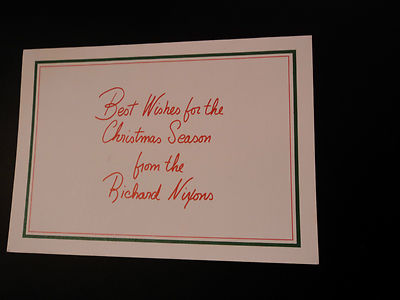 Best Wishes for the
Christmas Season
from the
Richard Nixons